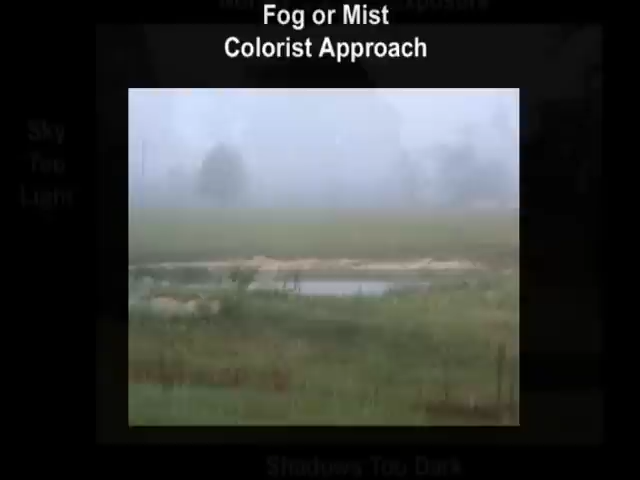 Fog or Mist
Colorist Approach
Sky
Too
Light
Shadows Too Dark